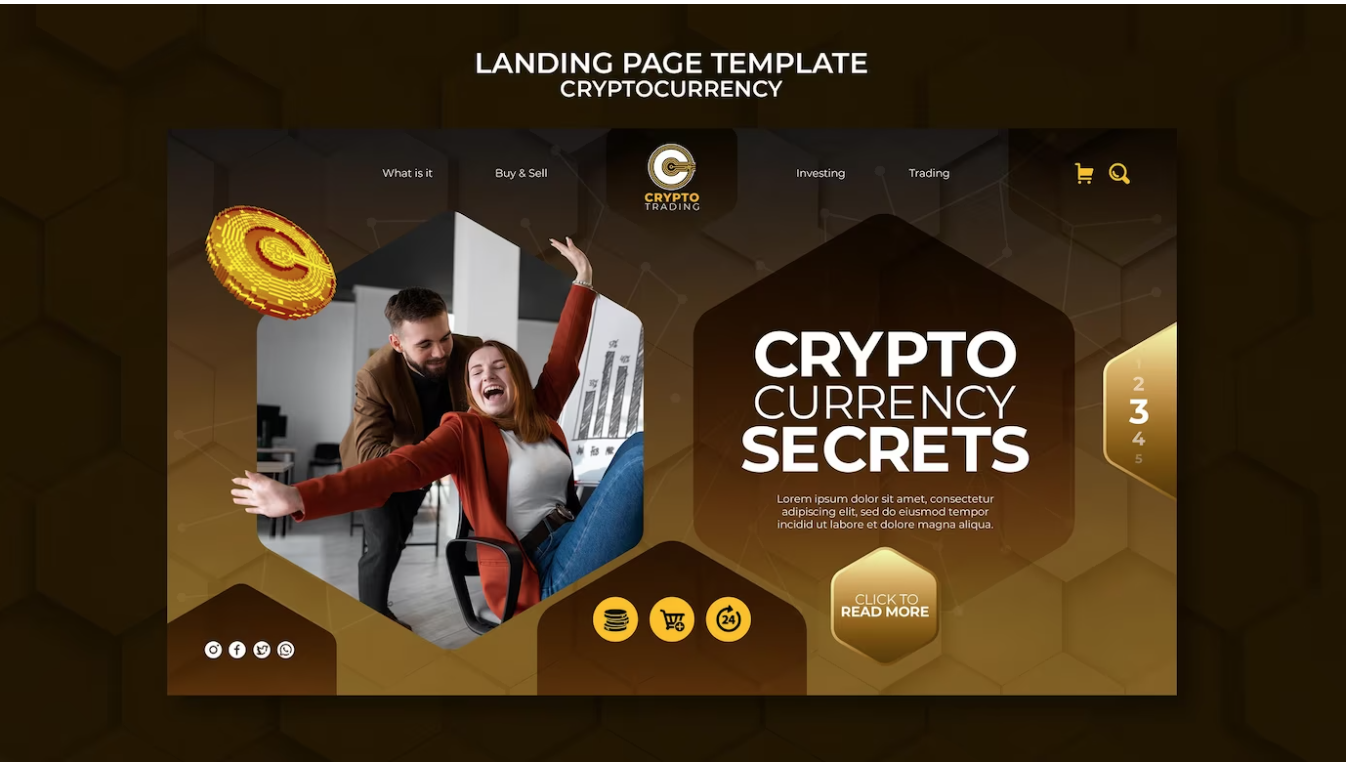 LANDING PAGE TEMPLATE
CRYPTOCURRENCY
What is it
Buy & Sell
CRYPTO
TRADING
Investing
Trading
CRYPTO
CURRENCY
SECRETS
Lorem ipsum dolor sit amet, consectetur
adipiscing elit, sed do eiusmod tempor
incidid ut labore et dolore magna aliqua.
1
2
3
4
5
CLICK TO
READ MORE
24